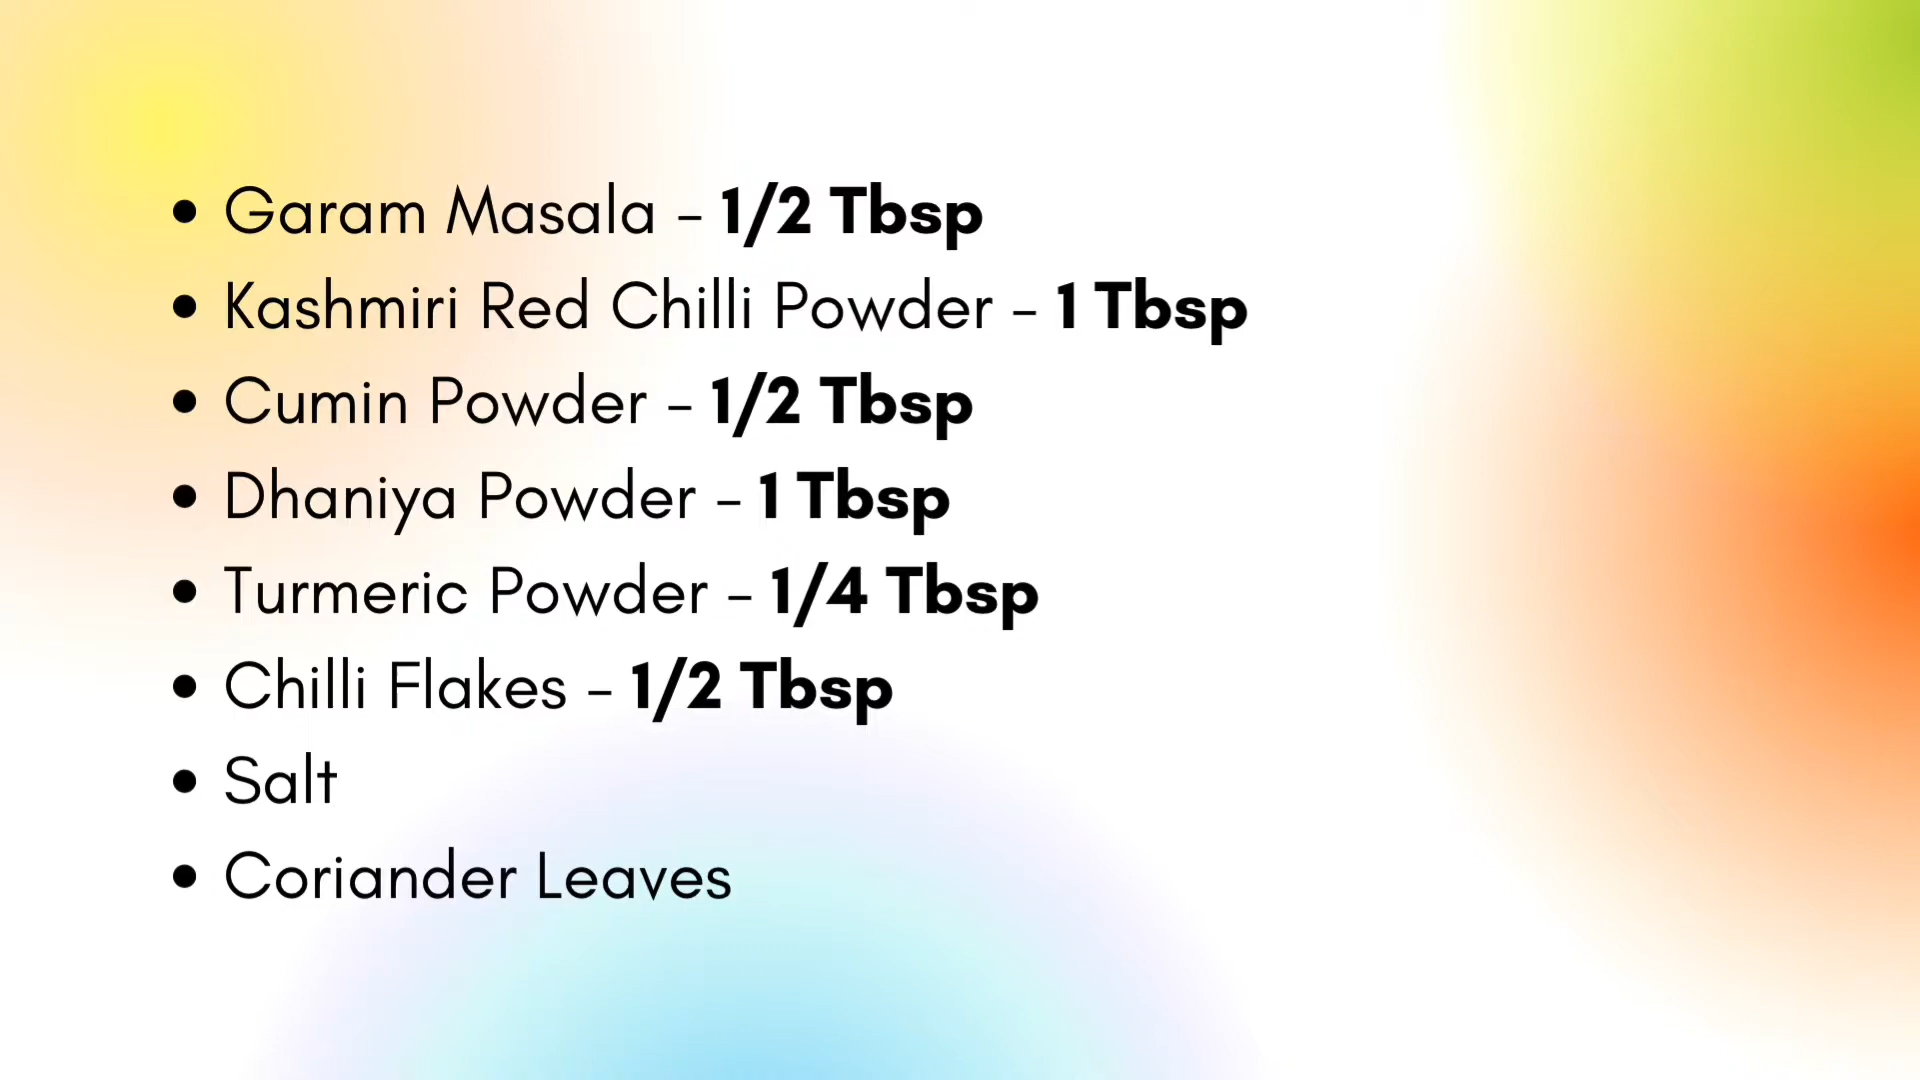 • Garam Masala – 1/2 Tbsp
• Kashmiri Red Chilli Powder – 1 Tbsp
• Cumin Powder – 1/2 Tbsp
• Dhaniya Powder – 1 Tbsp
• Turmeric Powder – 1/4 Tbsp
• Chilli Flakes – 1/2 Tbsp
• Salt
• Coriander Leaves